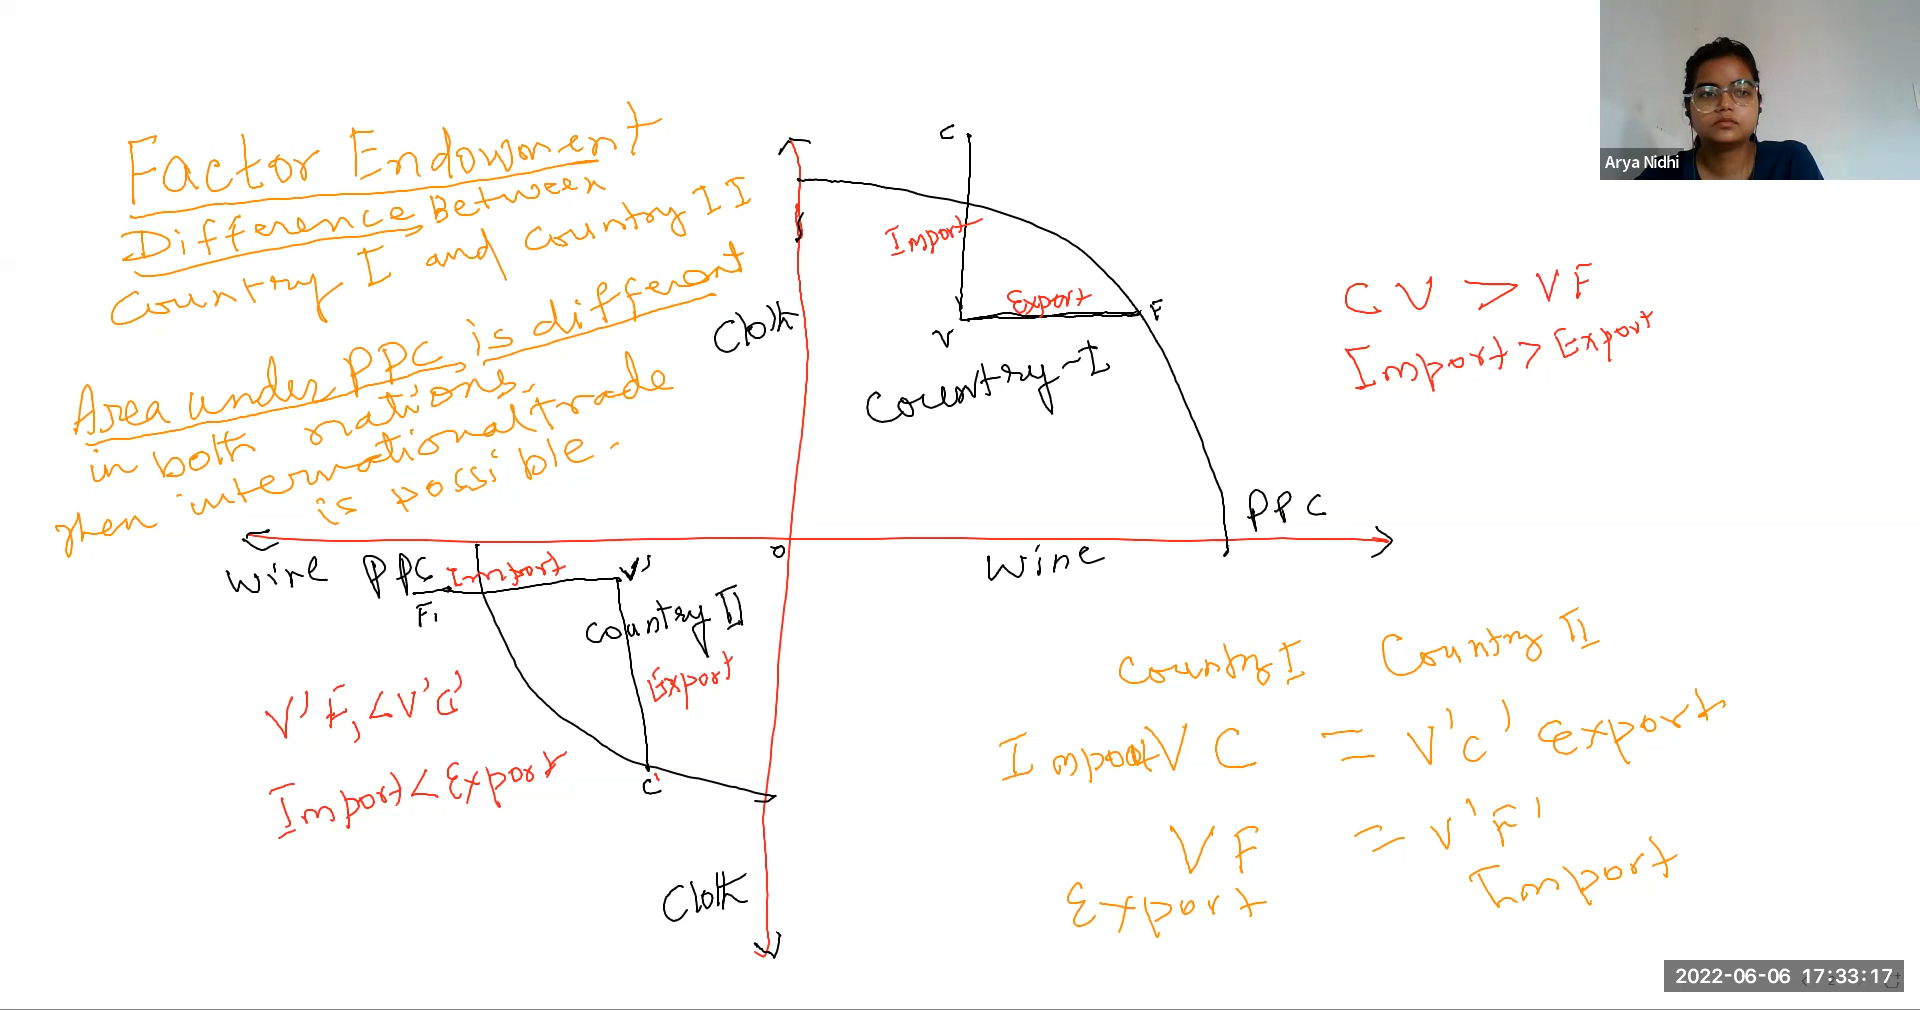 Arya Nidhi
Factor Endowment
Difference Between
Country I and Country II
Area under PPC is different
in both nations.
then international trade
is possible.
C
Import
Export
V
F
Cloth
Country-I
CV > VF
Import > Export
PPC
O
Wine
Wine
PPC
Import
V'
F1
Country II
Export
V'F1 < V'C'
Import < Export
C'
Cloth
Country I Country II
Import VC = V'C' Export
VF = V'F'
Export Import
2022-06-06 17:33:17